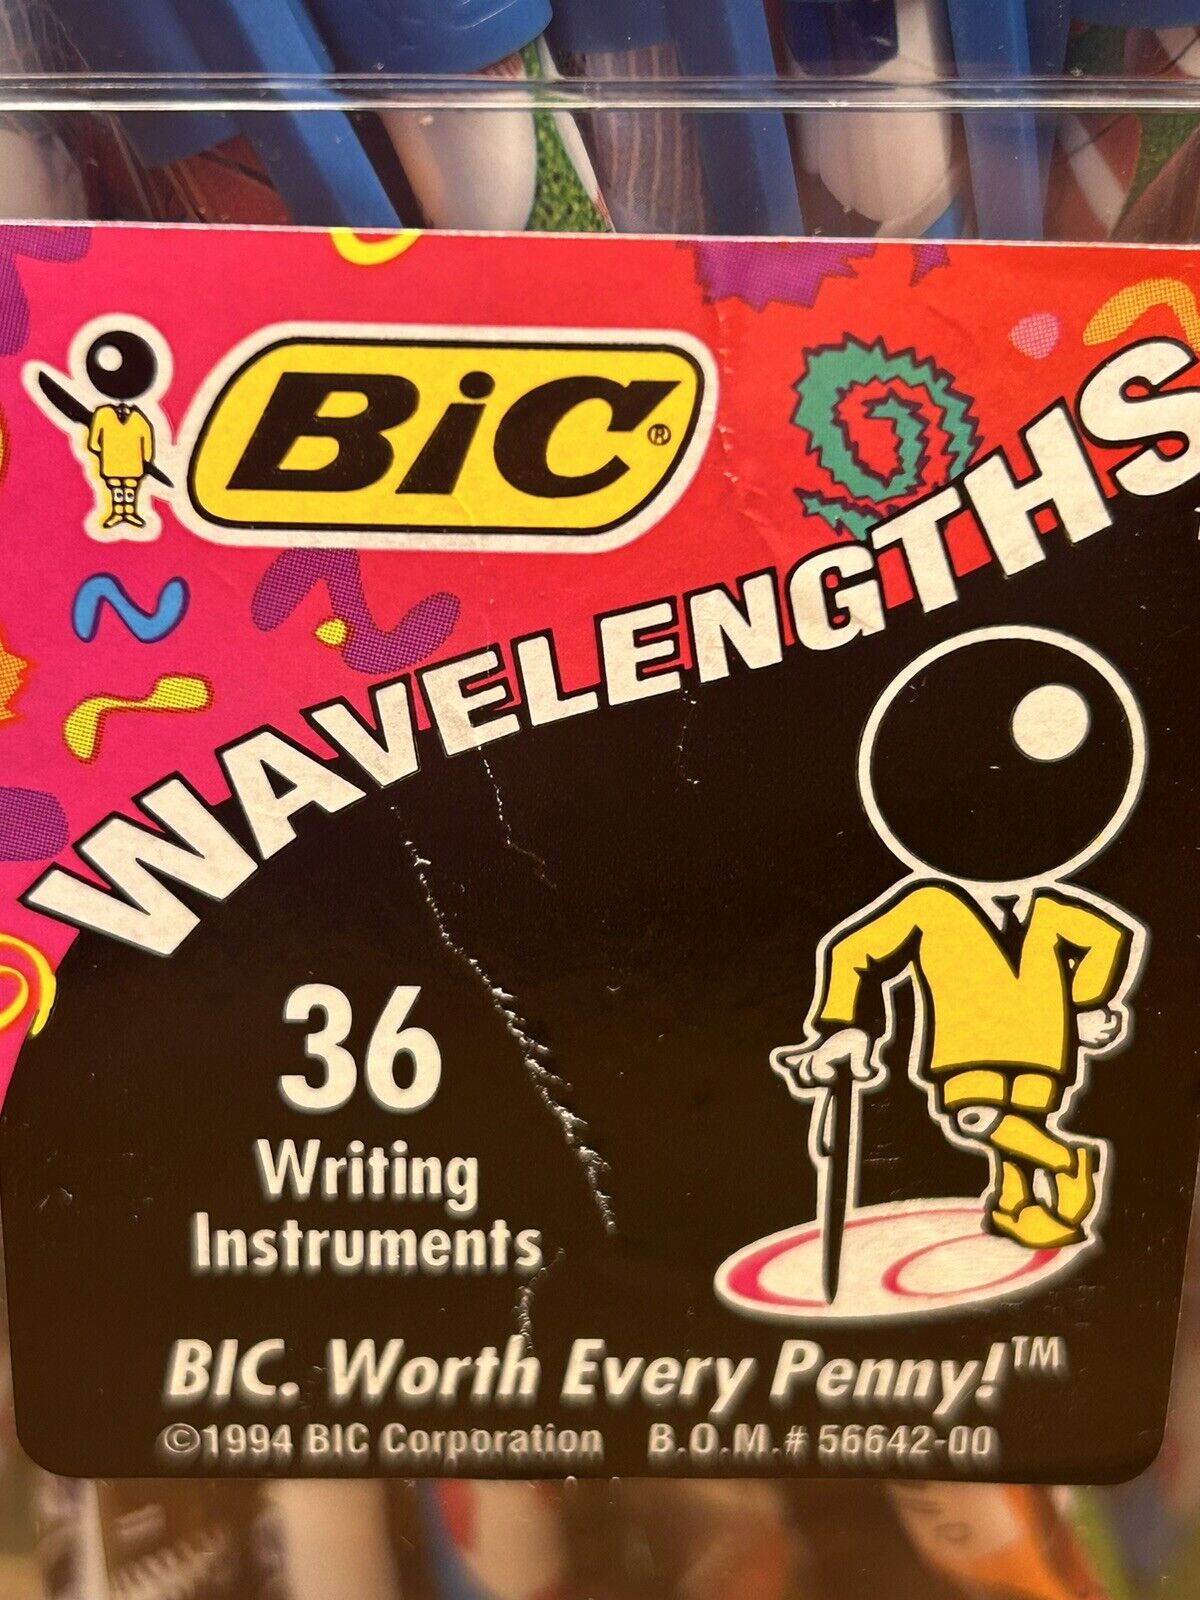 BiC®
WAVELENGTHS
36
Writing
Instruments
BIC. Worth Every Penny!™
©1994 BIC Corporation B.O.M.# 56642-00